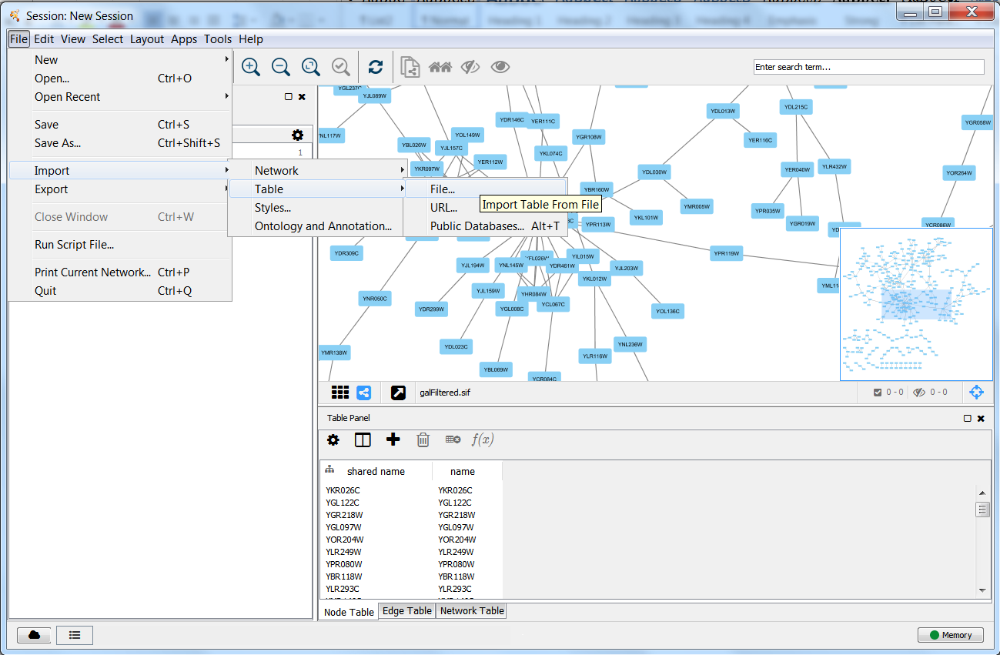 Session: New Session
File Edit View Select Layout Apps Tools Help
New
Open... Ctrl+O
Open Recent
Save Ctrl+S
Save As... Ctrl+Shift+S
Import
Export
Close Window Ctrl+W
Run Script File...
Print Current Network... Ctrl+P
Quit Ctrl+Q
Network
Table
Styles...
Ontology and Annotation...
File...
URL...
Public Databases... Alt+T
Import Table From File
Enter search term...
1
YGL237C
YJL089W
YNL117W
YDR146C
YER111C
YOL149W
YBL026W
YJL157C
YGR108W
YKL074C
YER112W
YKR097W
YDL013W
YDL215C
YGR058W
YER116C
YDL030W
YER040W
YLR432W
YOR264W
YBR160W
YMR005W
YPR035W
YKL101W
YPR113W
YGR019W
YCR086W
YDR309C
YPR119W
YJL194W
YNL145W
YFL026W
YDR461W
YIL015W
YJL203W
YKL012W
YML11
YJL159W
YHR084W
YNR050C
YDR299W
YGL008C
YCL067C
YOL136C
YMR138W
YDL023C
YNL236W
YLR116W
YBL069W
YCR084C
galFiltered.sif
0 - 0
0 - 0
Table Panel
f(x)
shared name name
YKR026C YKR026C
YGL122C YGL122C
YGR218W YGR218W
YGL097W YGL097W
YOR204W YOR204W
YLR249W YLR249W
YPR080W YPR080W
YBR118W YBR118W
YLR293C YLR293C
Node Table Edge Table Network Table
Memory